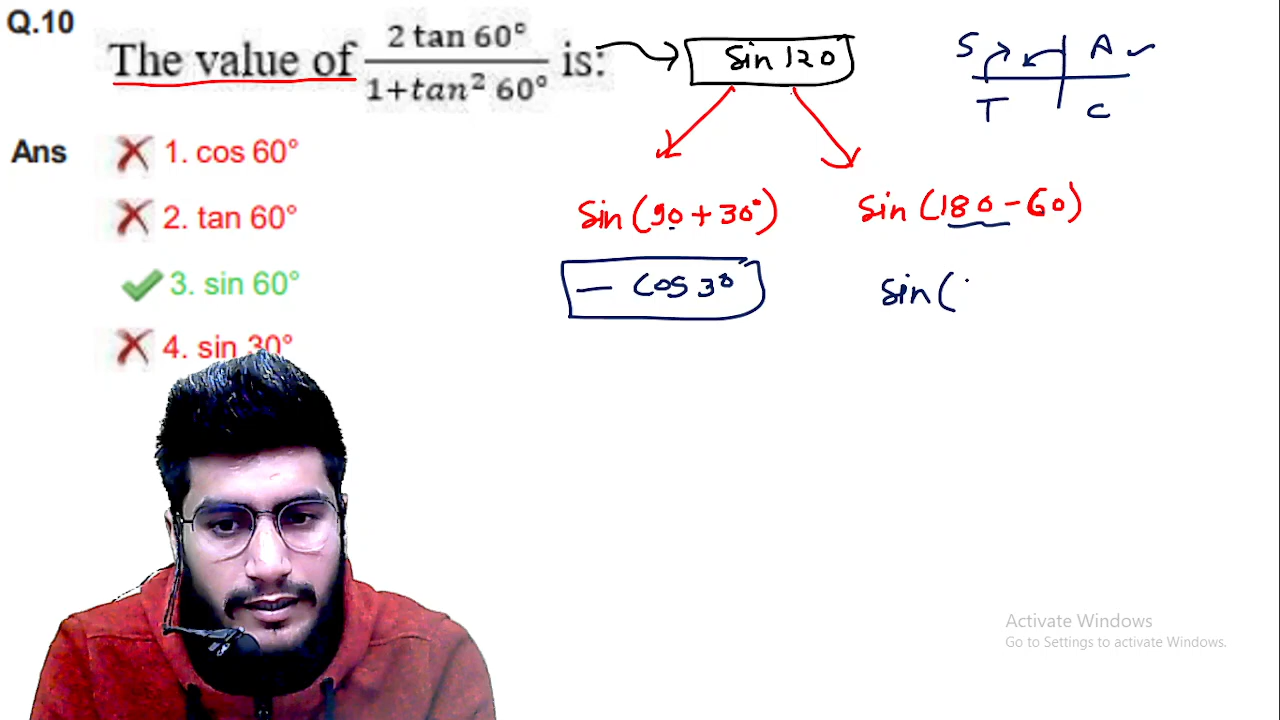 Q.10
The value of 2 tan 60° / 1+tan² 60° is:
Sin 120
S A
T C
Ans
1. cos 60°
2. tan 60°
3. sin 60°
4. sin 30°
Sin (90 + 30°)
Sin (180 - 60)
— Cos 30
Sin (
Activate Windows
Go to Settings to activate Windows.